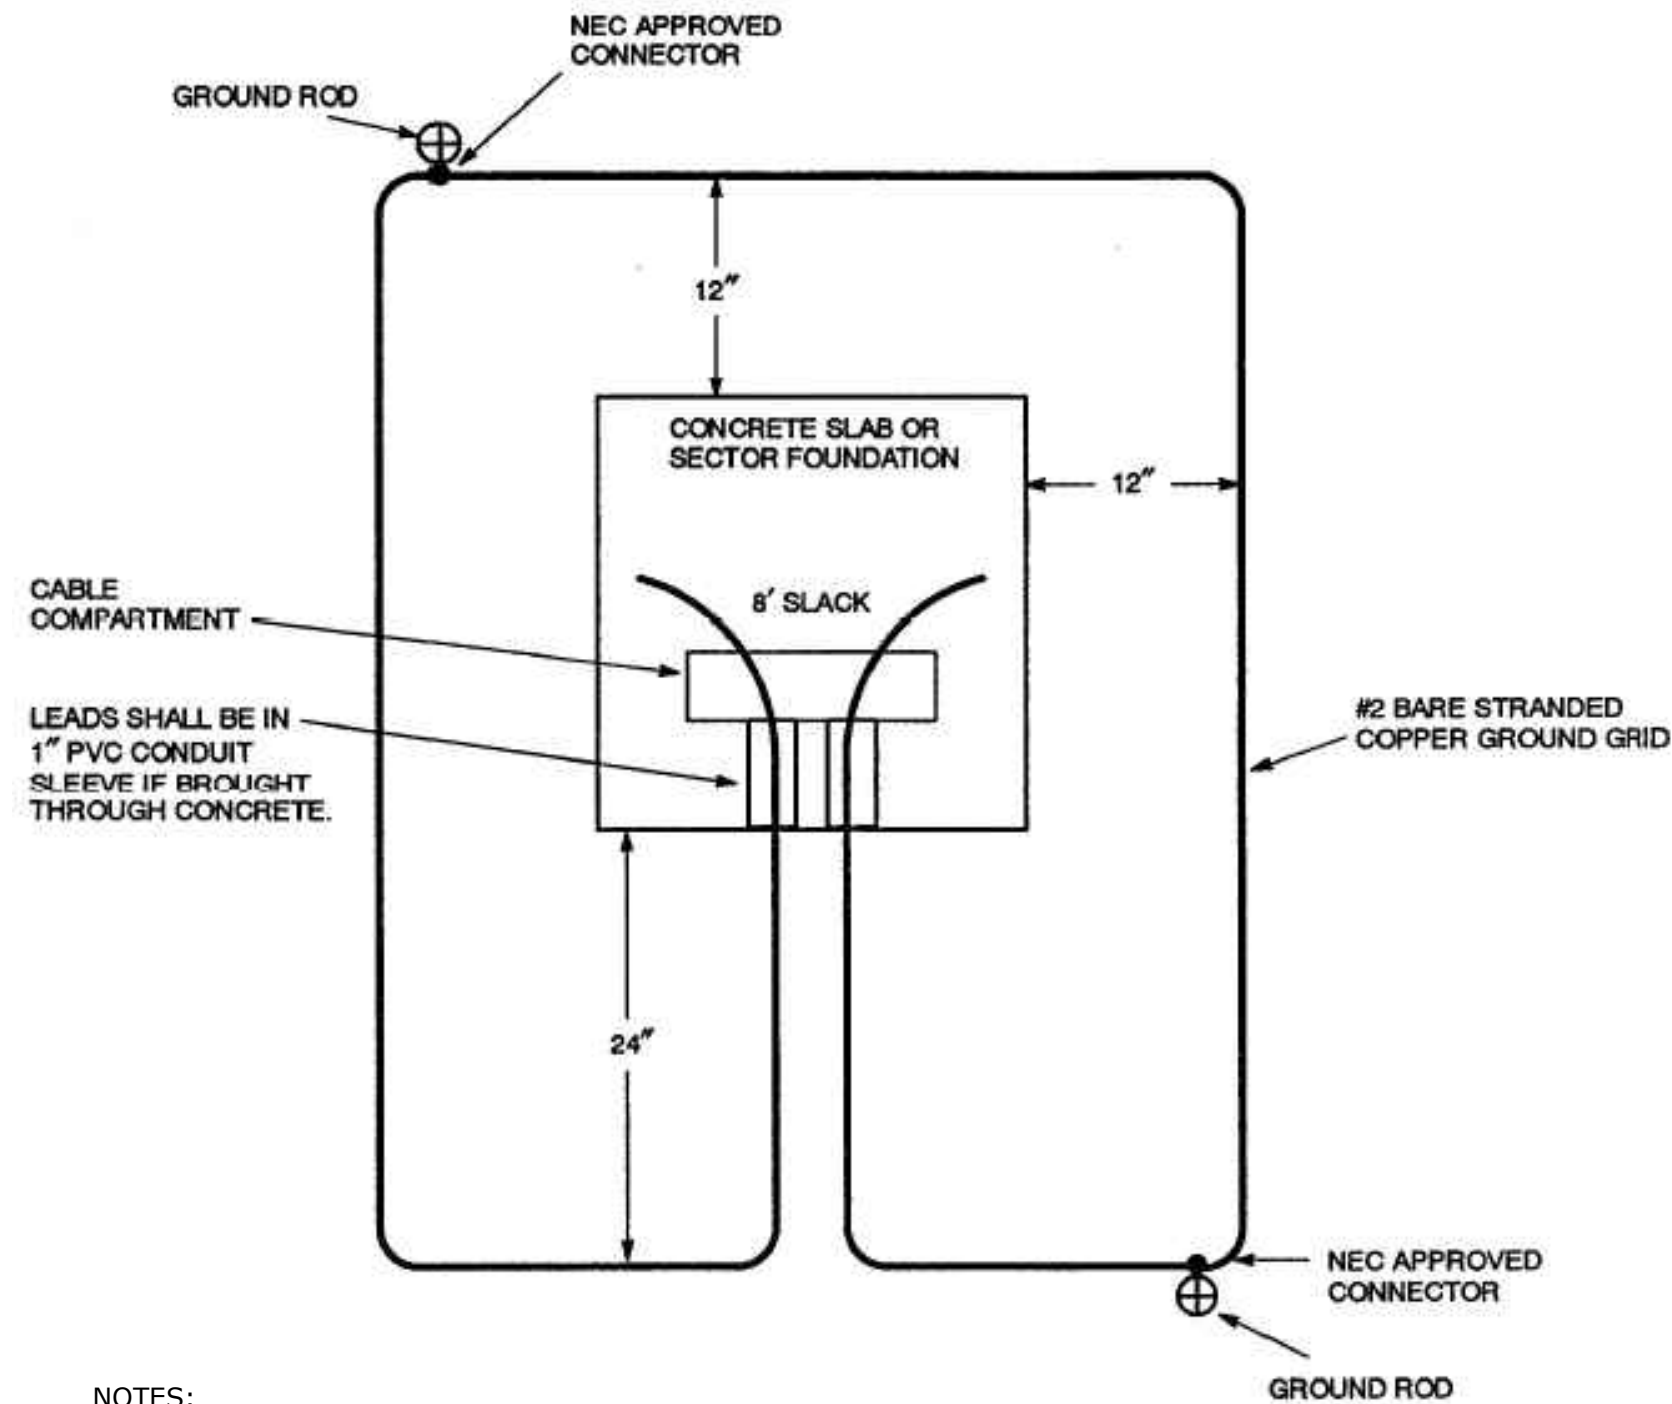 NEC APPROVED
CONNECTOR
GROUND ROD
12"
CONCRETE SLAB OR
SECTOR FOUNDATION
12"
CABLE
COMPARTMENT
8' SLACK
LEADS SHALL BE IN
1" PVC CONDUIT
SLEEVE IF BROUGHT
THROUGH CONCRETE.
#2 BARE STRANDED
COPPER GROUND GRID
24"
NEC APPROVED
CONNECTOR
GROUND ROD
NOTES: